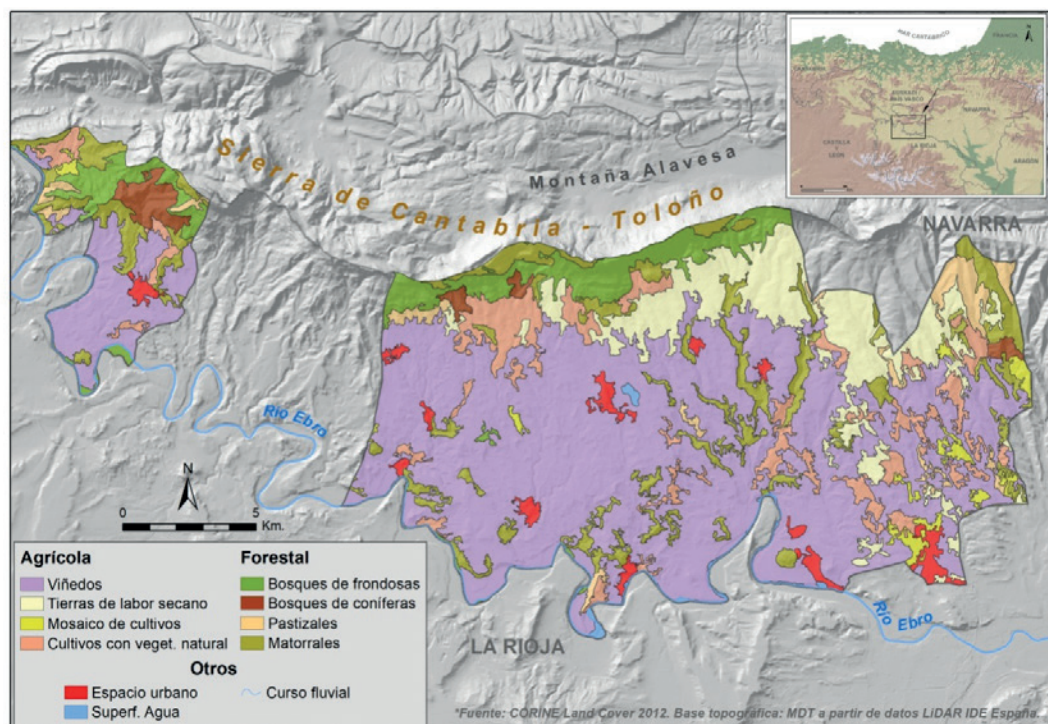 MAR CANTÁBRICO
FRANCIA
N
CANTABRIA
EUSKADI
PAÍS VASCO
NAVARRA
LA RIOJA
CASTILLA
Y
LEÓN
ARAGÓN
Sierra de Cantabria - Toloño
Montaña Alavesa
NAVARRA
Río Ebro
N
0 5
Km.
LA RIOJA
Río Ebro
Agrícola
Viñedos
Tierras de labor secano
Mosaico de cultivos
Cultivos con veget. natural
Forestal
Bosques de frondosas
Bosques de coníferas
Pastizales
Matorrales
Otros
Espacio urbano
Superf. Agua
Curso fluvial
*Fuente: CORINE Land Cover 2012. Base topográfica: MDT a partir de datos LiDAR IDE España.